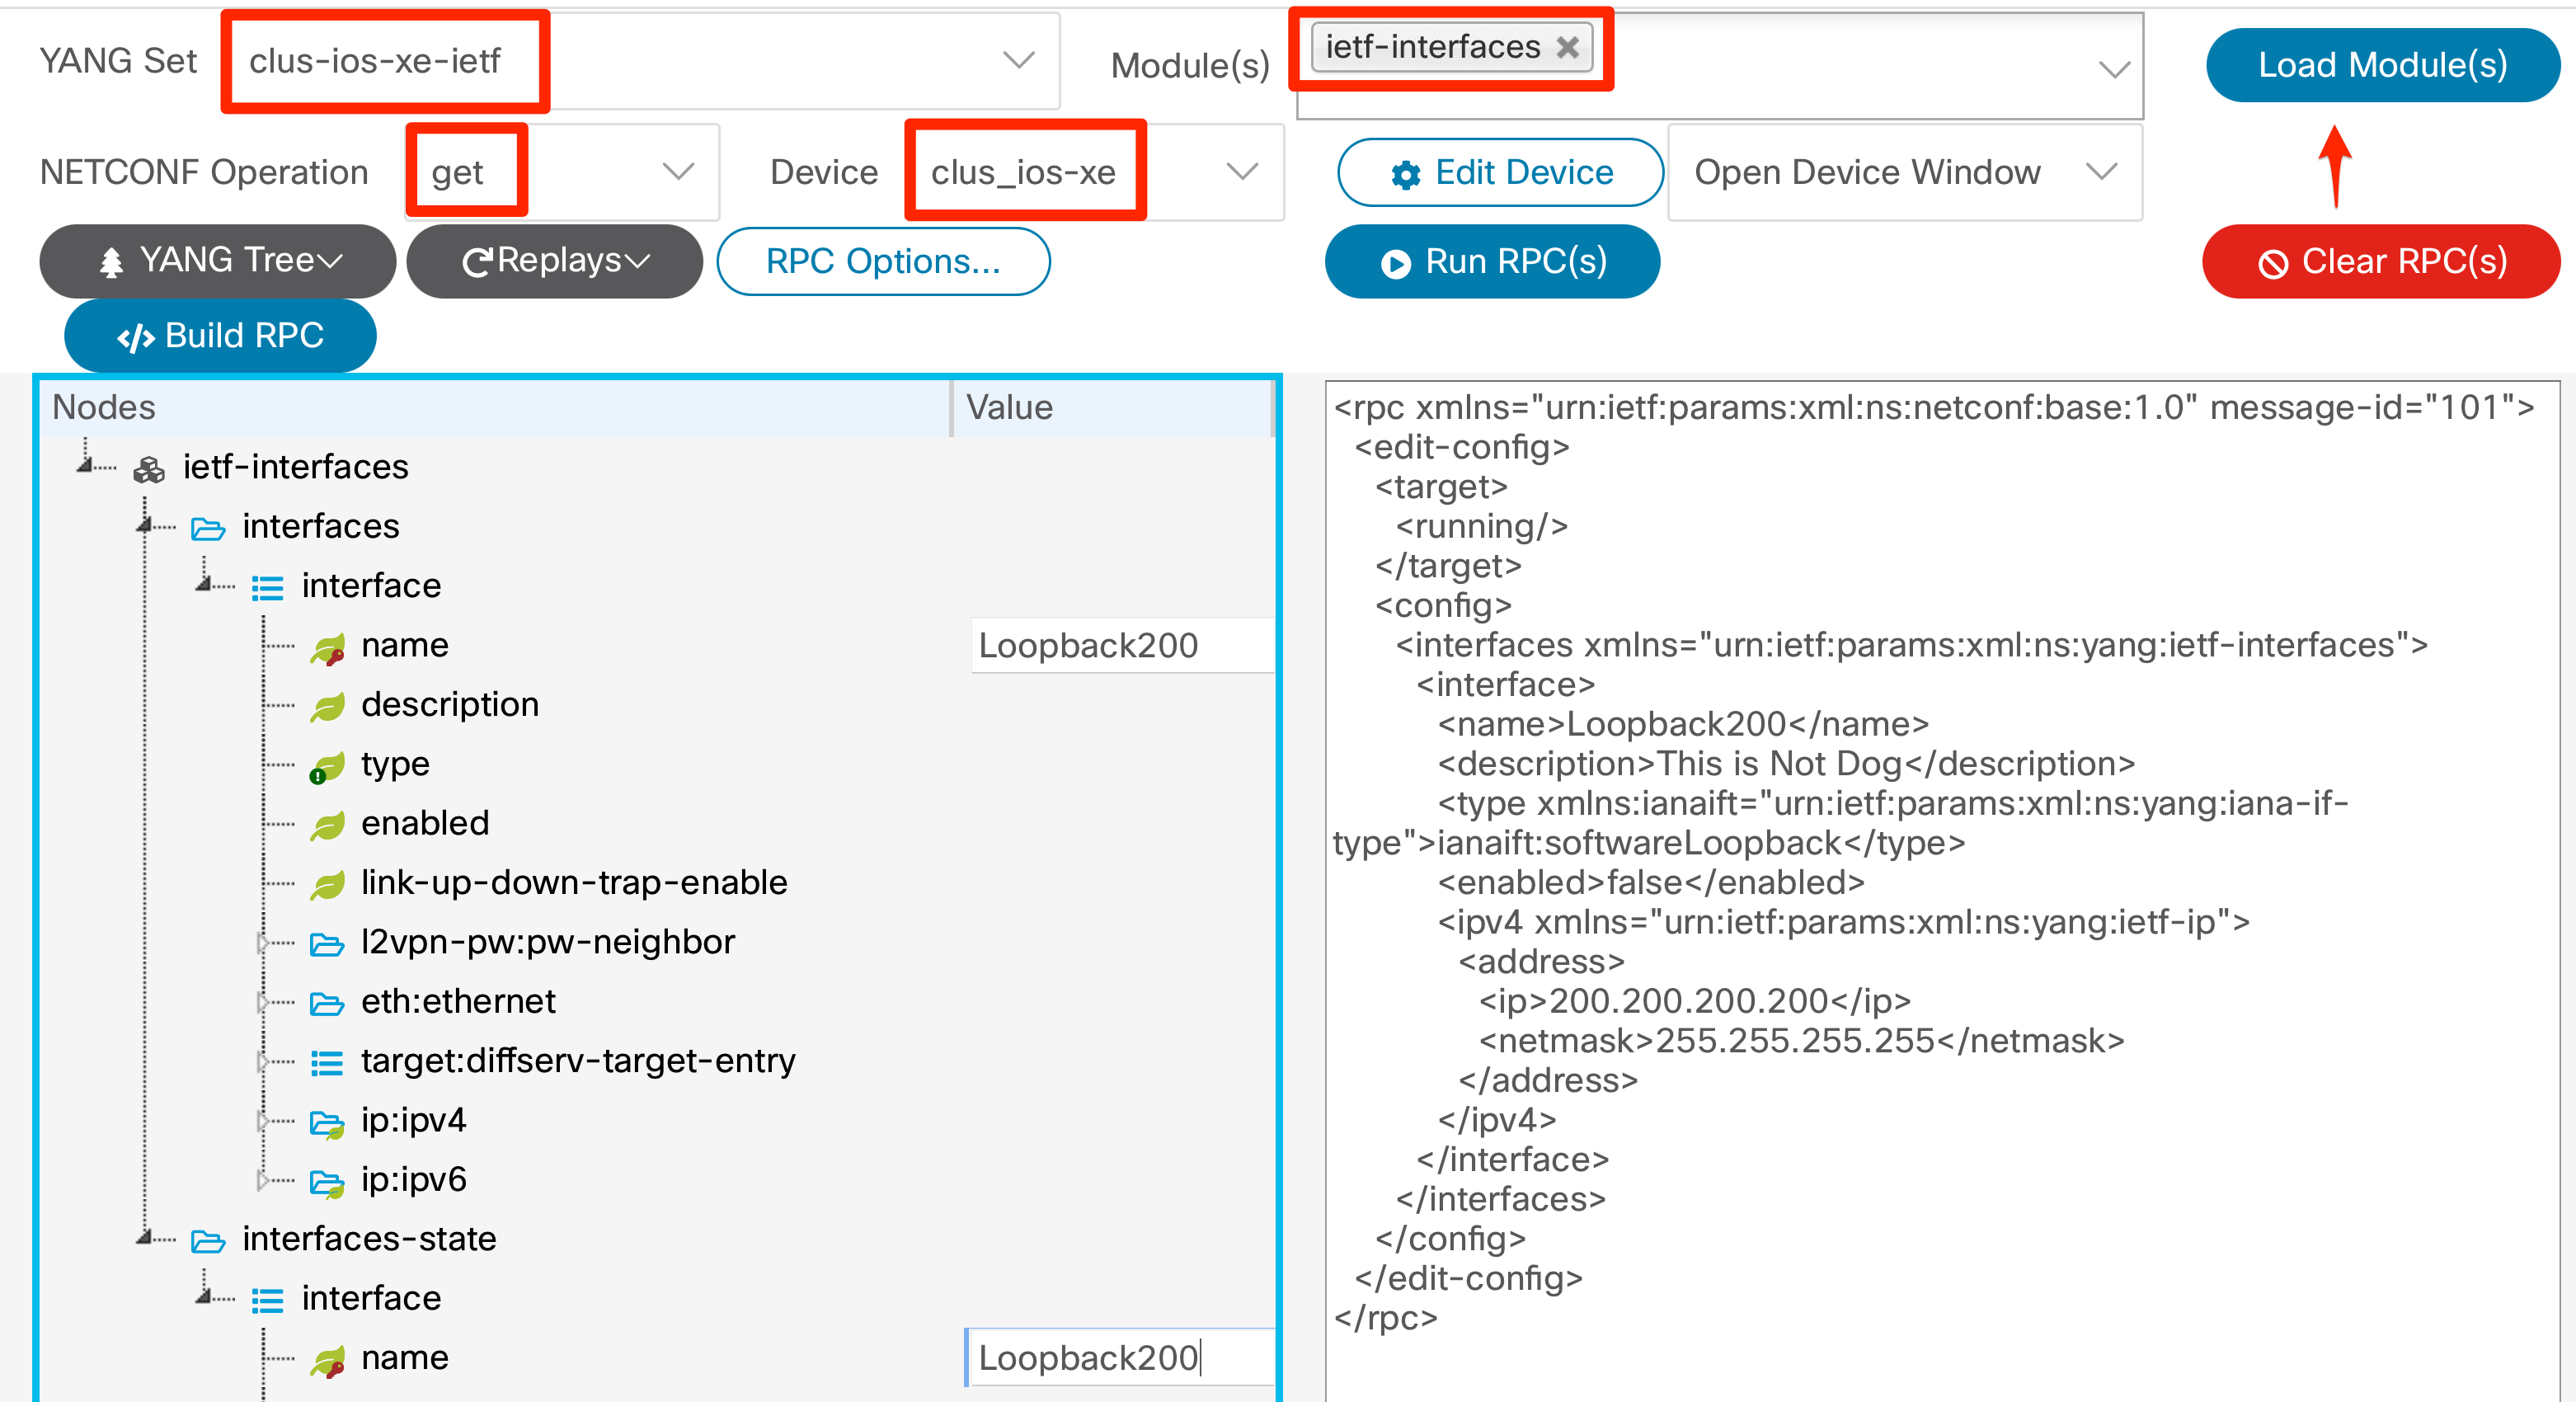 YANG Set clus-ios-xe-ietf Module(s) ietf-interfaces Load Module(s)
NETCONF Operation get Device clus_ios-xe Edit Device Open Device Window
YANG Tree Replays RPC Options... Run RPC(s) Clear RPC(s)
Build RPC
Nodes Value
ietf-interfaces
interfaces
interface
name Loopback200
description
type
enabled
link-up-down-trap-enable
l2vpn-pw:pw-neighbor
eth:ethernet
target:diffserv-target-entry
ip:ipv4
ip:ipv6
interfaces-state
interface
name Loopback200
<rpc xmlns="urn:ietf:params:xml:ns:netconf:base:1.0" message-id="101">
<edit-config>
<target>
<running/>
</target>
<config>
<interfaces xmlns="urn:ietf:params:xml:ns:yang:ietf-interfaces">
<interface>
<name>Loopback200</name>
<description>This is Not Dog</description>
<type xmlns:ianaift="urn:ietf:params:xml:ns:yang:iana-if-
type">ianaift:softwareLoopback</type>
<enabled>false</enabled>
<ipv4 xmlns="urn:ietf:params:xml:ns:yang:ietf-ip">
<address>
<ip>200.200.200.200</ip>
<netmask>255.255.255.255</netmask>
</address>
</ipv4>
</interface>
</interfaces>
</config>
</edit-config>
</rpc>